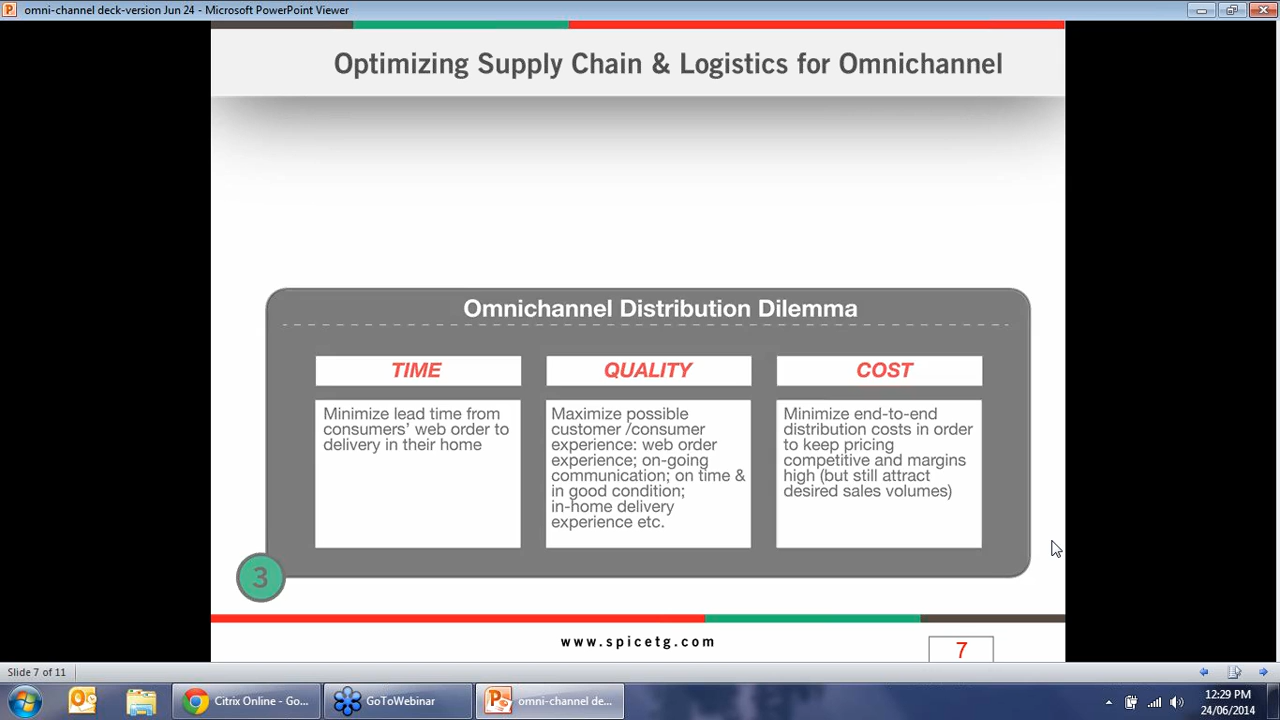 omni-channel deck-version Jun 24 - Microsoft PowerPoint Viewer
Optimizing Supply Chain & Logistics for Omnichannel
Omnichannel Distribution Dilemma
TIME
Minimize lead time from
consumers’ web order to
delivery in their home
QUALITY
Maximize possible
customer /consumer
experience: web order
experience; on-going
communication; on time &
in good condition;
in-home delivery
experience etc.
COST
Minimize end-to-end
distribution costs in order
to keep pricing
competitive and margins
high (but still attract
desired sales volumes)
3
www.spicetg.com
7
Slide 7 of 11
Citrix Online - Go...
GoToWebinar
omni-channel de...
12:29 PM
24/06/2014